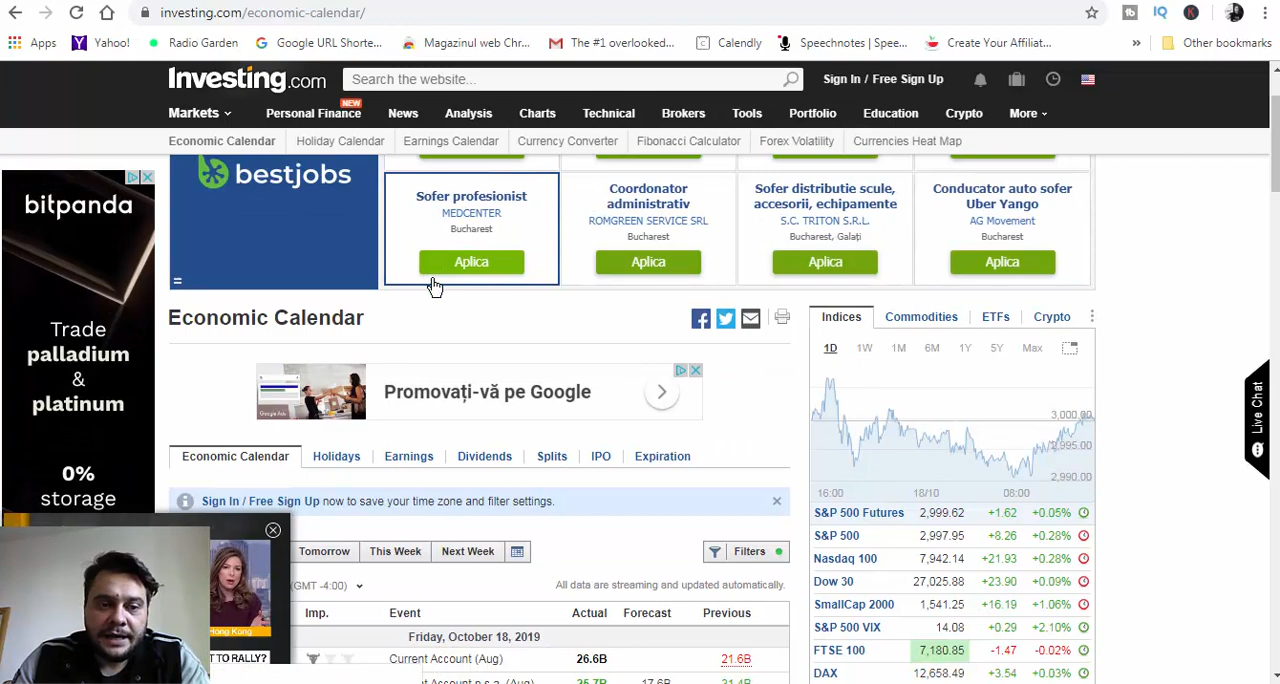 investing.com/economic-calendar/
Apps Yahoo! Radio Garden Google URL Shorte... Magazinul web Chr... The #1 overlooked... Calendly Speechnotes | Spee... Create Your Affiliat... » Other bookmarks
Investing.com Search the website... Sign In / Free Sign Up
NEW
Markets Personal Finance News Analysis Charts Technical Brokers Tools Portfolio Education Crypto More
Economic Calendar Holiday Calendar Earnings Calendar Currency Converter Fibonacci Calculator Forex Volatility Currencies Heat Map
bestjobs
Sofer profesionist
MEDCENTER
Bucharest
Aplica
Coordonator
administrativ
ROMGREEN SERVICE SRL
Bucharest
Aplica
Sofer distributie scule,
accesorii, echipamente
S.C. TRITON S.R.L.
Bucharest, Galați
Aplica
Conducator auto sofer
Uber Yango
AG Movement
Bucharest
Aplica
bitpanda
Trade
palladium
&
platinum
0%
storage
Economic Calendar
Promovați-vă pe Google
Google Ads
Economic Calendar Holidays Earnings Dividends Splits IPO Expiration
Sign In / Free Sign Up now to save your time zone and filter settings.
Tomorrow This Week Next Week Filters
(GMT -4:00) All data are streaming and updated automatically.
Imp. Event Actual Forecast Previous
Friday, October 18, 2019
Current Account (Aug) 26.6B 21.6B
Indices Commodities ETFs Crypto
1D 1W 1M 6M 1Y 5Y Max
3,000.00
2,995.00
2,990.00
16:00 18/10 08:00
S&P 500 Futures 2,999.62 +1.62 +0.05%
S&P 500 2,997.95 +8.26 +0.28%
Nasdaq 100 7,942.14 +21.93 +0.28%
Dow 30 27,025.88 +23.90 +0.09%
SmallCap 2000 1,541.25 +16.19 +1.06%
S&P 500 VIX 14.08 +0.29 +2.10%
FTSE 100 7,180.85 -1.47 -0.02%
DAX 12,658.49 +3.54 +0.03%
Live Chat
Hong Kong
T TO RALLY?